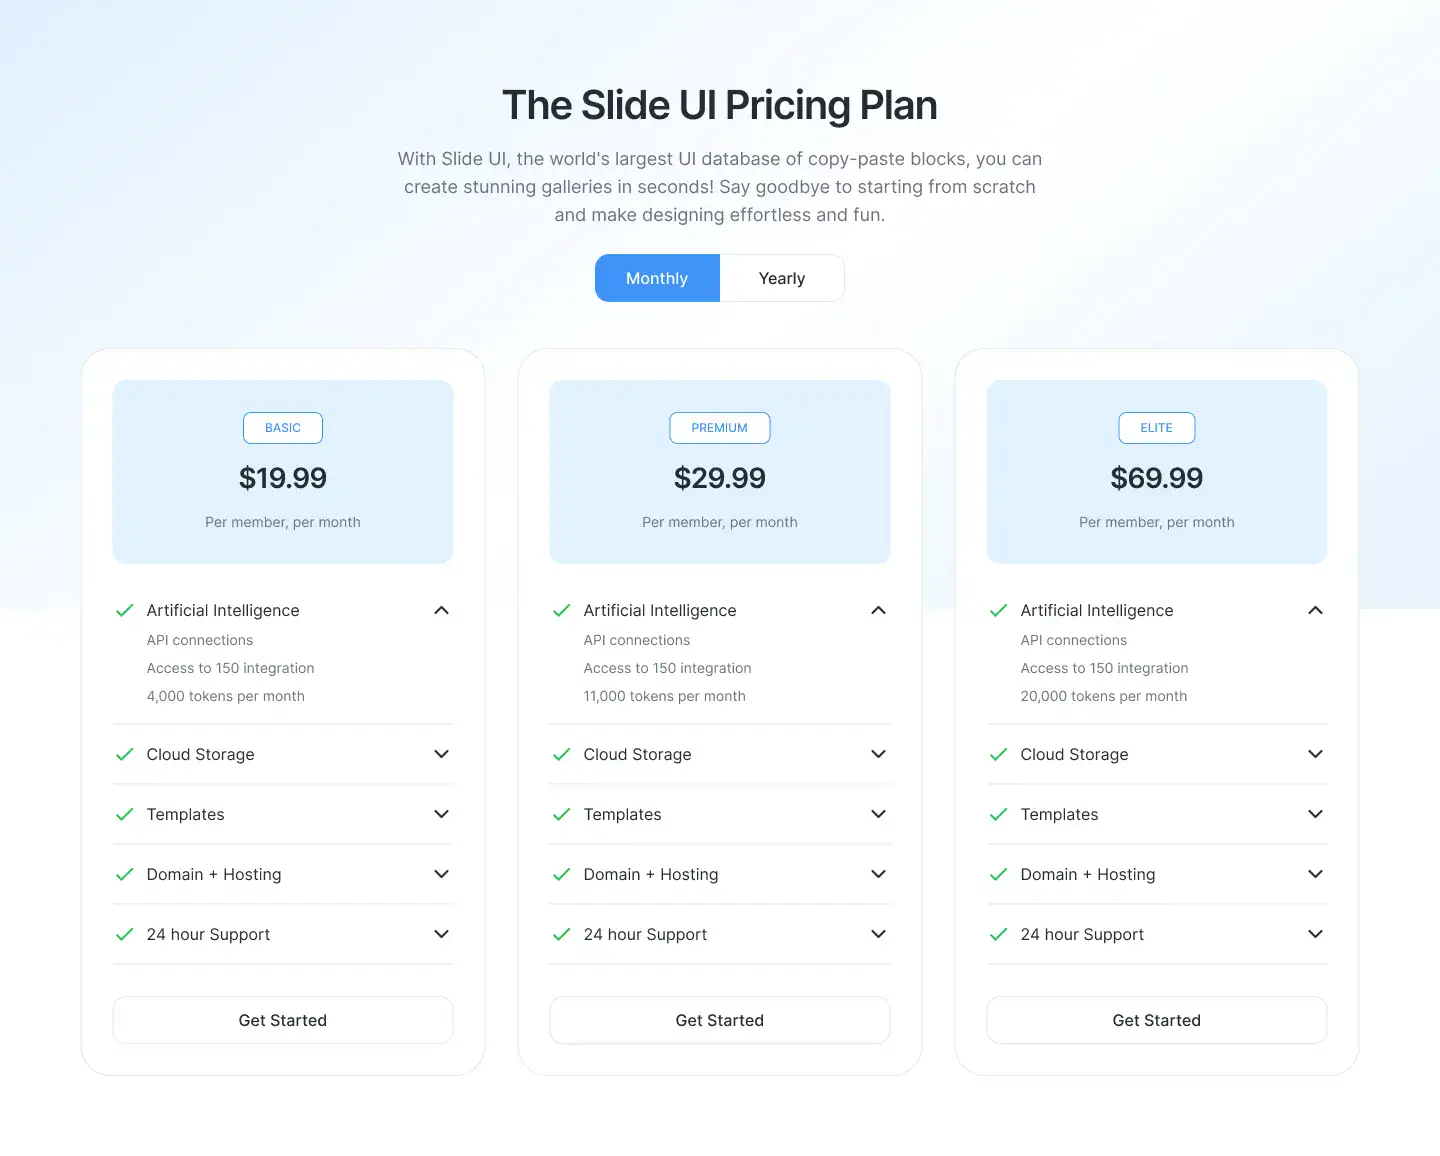 The Slide UI Pricing Plan
With Slide UI, the world's largest UI database of copy-paste blocks, you can
create stunning galleries in seconds! Say goodbye to starting from scratch
and make designing effortless and fun.
Monthly
Yearly
BASIC
$19.99
Per member, per month
Artificial Intelligence
API connections
Access to 150 integration
4,000 tokens per month
Cloud Storage
Templates
Domain + Hosting
24 hour Support
Get Started
PREMIUM
$29.99
Per member, per month
Artificial Intelligence
API connections
Access to 150 integration
11,000 tokens per month
Cloud Storage
Templates
Domain + Hosting
24 hour Support
Get Started
ELITE
$69.99
Per member, per month
Artificial Intelligence
API connections
Access to 150 integration
20,000 tokens per month
Cloud Storage
Templates
Domain + Hosting
24 hour Support
Get Started